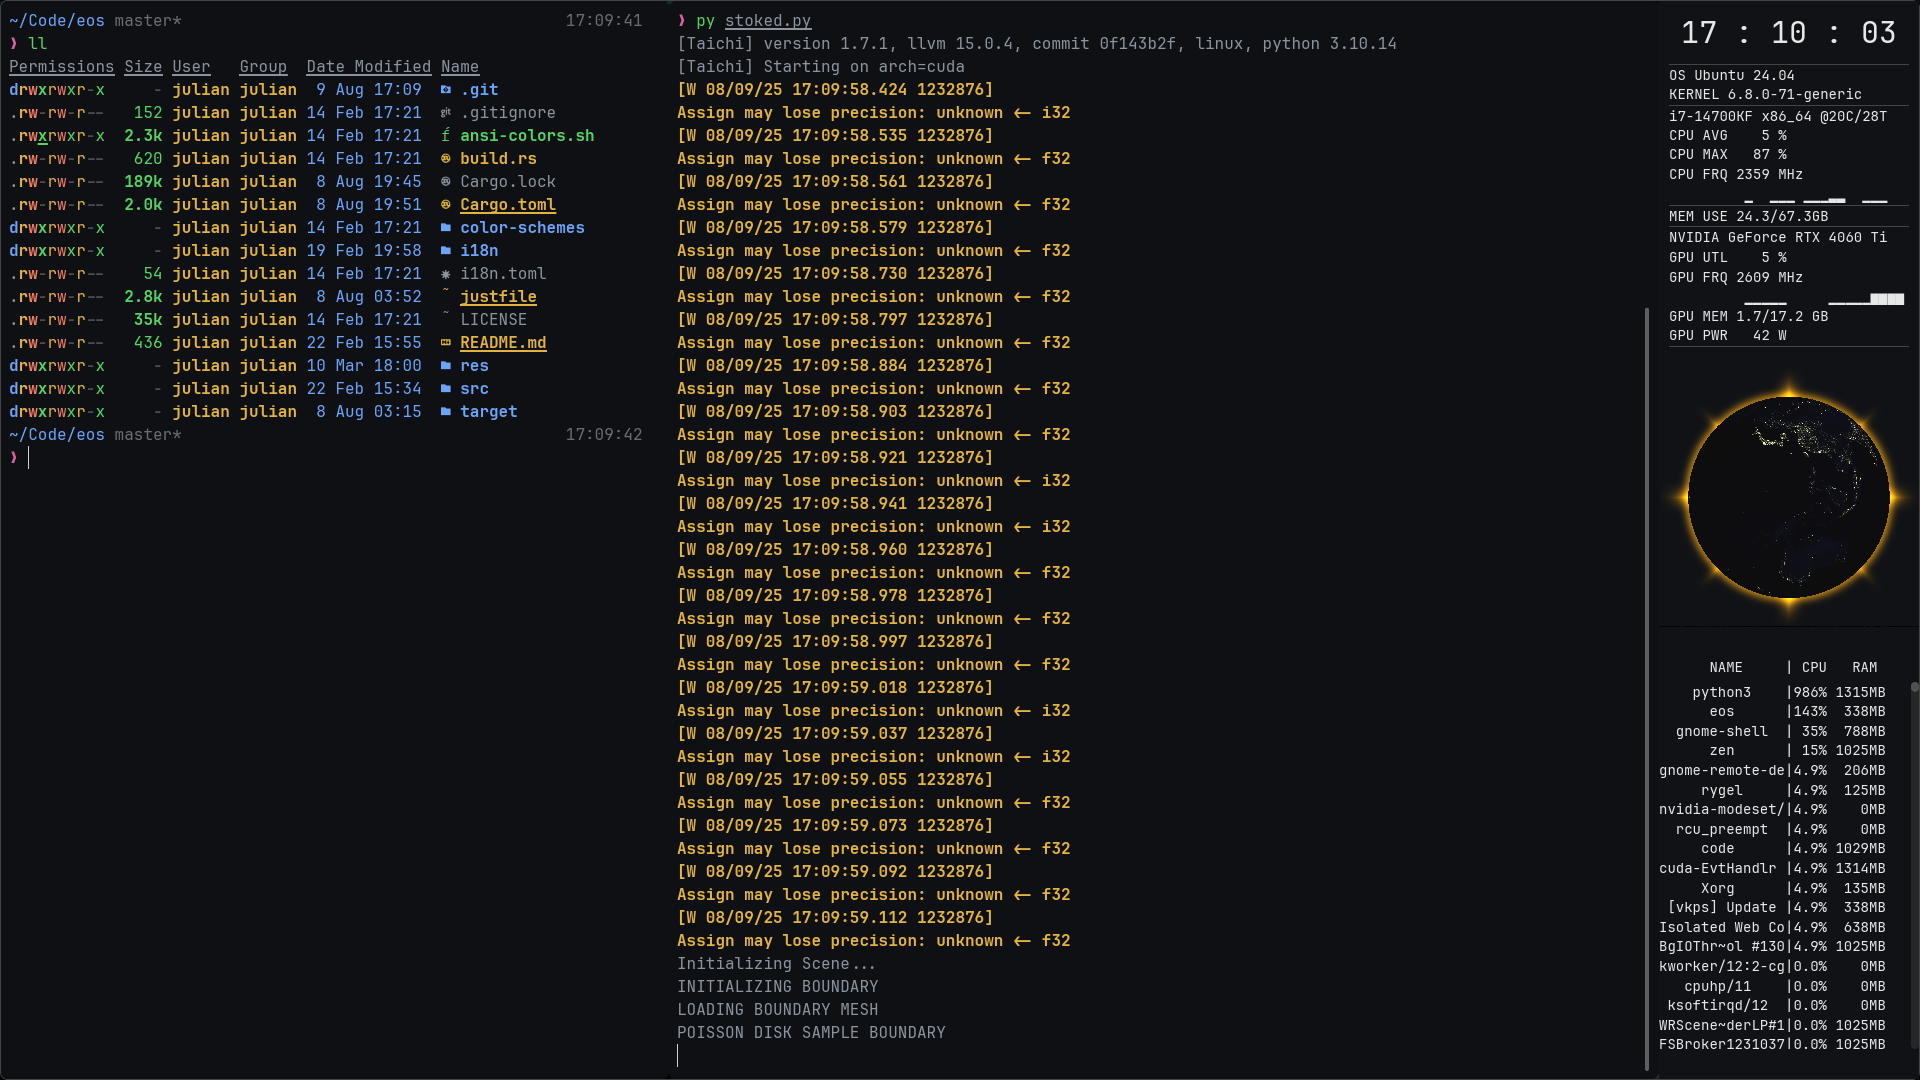 ~/Code/eos master* 17:09:41
❫ ll
Permissions Size User Group Date Modified Name
drwxrwxr-x - julian julian 9 Aug 17:09 .git
.rw-rw-r-- 152 julian julian 14 Feb 17:21 .gitignore
.rwxrwxr-x 2.3k julian julian 14 Feb 17:21 ansi-colors.sh
.rw-rw-r-- 620 julian julian 14 Feb 17:21 build.rs
.rw-rw-r-- 189k julian julian 8 Aug 19:45 Cargo.lock
.rw-rw-r-- 2.0k julian julian 8 Aug 19:51 Cargo.toml
drwxrwxr-x - julian julian 14 Feb 17:21 color-schemes
drwxrwxr-x - julian julian 19 Feb 19:58 i18n
.rw-rw-r-- 54 julian julian 14 Feb 17:21 i18n.toml
.rw-rw-r-- 2.8k julian julian 8 Aug 03:52 justfile
.rw-rw-r-- 35k julian julian 14 Feb 17:21 LICENSE
.rw-rw-r-- 436 julian julian 22 Feb 15:55 README.md
drwxrwxr-x - julian julian 10 Mar 18:00 res
drwxrwxr-x - julian julian 22 Feb 15:34 src
drwxrwxr-x - julian julian 8 Aug 03:15 target
~/Code/eos master* 17:09:42
❫
❫ py stoked.py
[Taichi] version 1.7.1, llvm 15.0.4, commit 0f143b2f, linux, python 3.10.14
[Taichi] Starting on arch=cuda
[W 08/09/25 17:09:58.424 1232876]
Assign may lose precision: unknown <- i32
[W 08/09/25 17:09:58.535 1232876]
Assign may lose precision: unknown <- f32
[W 08/09/25 17:09:58.561 1232876]
Assign may lose precision: unknown <- f32
[W 08/09/25 17:09:58.579 1232876]
Assign may lose precision: unknown <- f32
[W 08/09/25 17:09:58.730 1232876]
Assign may lose precision: unknown <- f32
[W 08/09/25 17:09:58.797 1232876]
Assign may lose precision: unknown <- f32
[W 08/09/25 17:09:58.884 1232876]
Assign may lose precision: unknown <- f32
[W 08/09/25 17:09:58.903 1232876]
Assign may lose precision: unknown <- f32
[W 08/09/25 17:09:58.921 1232876]
Assign may lose precision: unknown <- i32
[W 08/09/25 17:09:58.941 1232876]
Assign may lose precision: unknown <- i32
[W 08/09/25 17:09:58.960 1232876]
Assign may lose precision: unknown <- f32
[W 08/09/25 17:09:58.978 1232876]
Assign may lose precision: unknown <- f32
[W 08/09/25 17:09:58.997 1232876]
Assign may lose precision: unknown <- f32
[W 08/09/25 17:09:59.018 1232876]
Assign may lose precision: unknown <- i32
[W 08/09/25 17:09:59.037 1232876]
Assign may lose precision: unknown <- i32
[W 08/09/25 17:09:59.055 1232876]
Assign may lose precision: unknown <- f32
[W 08/09/25 17:09:59.073 1232876]
Assign may lose precision: unknown <- f32
[W 08/09/25 17:09:59.092 1232876]
Assign may lose precision: unknown <- f32
[W 08/09/25 17:09:59.112 1232876]
Assign may lose precision: unknown <- f32
Initializing Scene...
INITIALIZING BOUNDARY
LOADING BOUNDARY MESH
POISSON DISK SAMPLE BOUNDARY
17 : 10 : 03
OS Ubuntu 24.04
KERNEL 6.8.0-71-generic
i7-14700KF x86_64 @20C/28T
CPU AVG 5 %
CPU MAX 87 %
CPU FRQ 2359 MHz
MEM USE 24.3/67.3GB
NVIDIA GeForce RTX 4060 Ti
GPU UTL 5 %
GPU FRQ 2609 MHz
GPU MEM 1.7/17.2 GB
GPU PWR 42 W
NAME | CPU RAM
python3 |986% 1315MB
eos |143% 338MB
gnome-shell | 35% 788MB
zen | 15% 1025MB
gnome-remote-de|4.9% 206MB
rygel |4.9% 125MB
nvidia-modeset/|4.9% 0MB
rcu_preempt |4.9% 0MB
code |4.9% 1029MB
cuda-EvtHandlr |4.9% 1314MB
Xorg |4.9% 135MB
[vkps] Update |4.9% 338MB
Isolated Web Co|4.9% 638MB
BgIOThr~ol #130|4.9% 1025MB
kworker/12:2-cg|0.0% 0MB
cpuhp/11 |0.0% 0MB
ksoftirqd/12 |0.0% 0MB
WRScene~derLP#1|0.0% 1025MB
FSBroker1231037|0.0% 1025MB